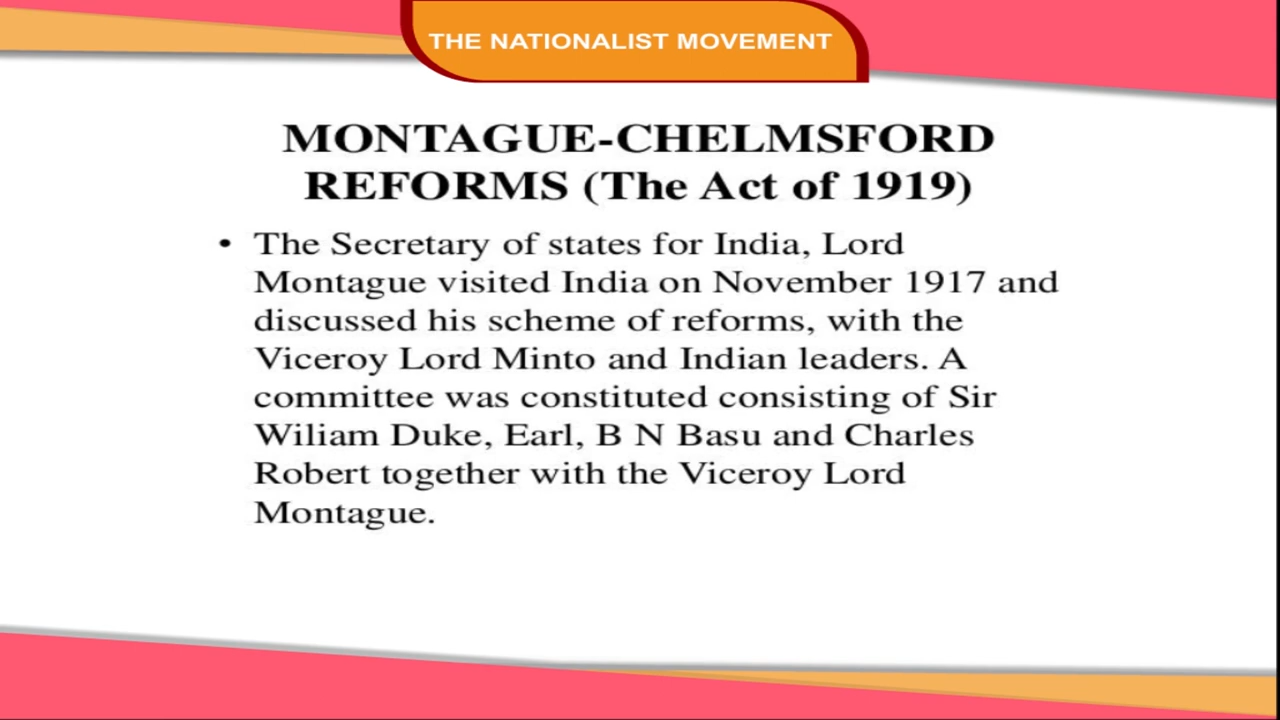 THE NATIONALIST MOVEMENT
MONTAGUE-CHELMSFORD
REFORMS (The Act of 1919)
• The Secretary of states for India, Lord
Montague visited India on November 1917 and
discussed his scheme of reforms, with the
Viceroy Lord Minto and Indian leaders. A
committee was constituted consisting of Sir
Wiliam Duke, Earl, B N Basu and Charles
Robert together with the Viceroy Lord
Montague.